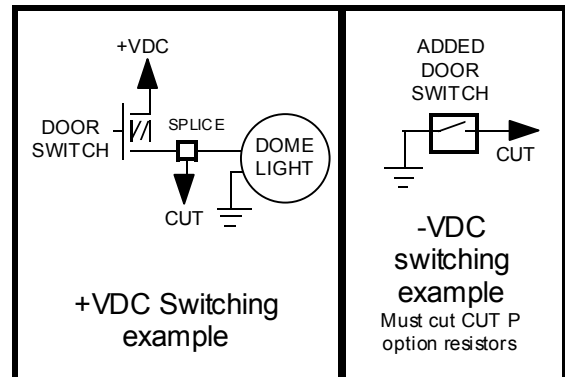 +VDC
DOOR
SWITCH
SPLICE
DOME
LIGHT
CUT
+VDC Switching
example
ADDED
DOOR
SWITCH
CUT
-VDC
switching
example
Must cut CUT P
option resistors